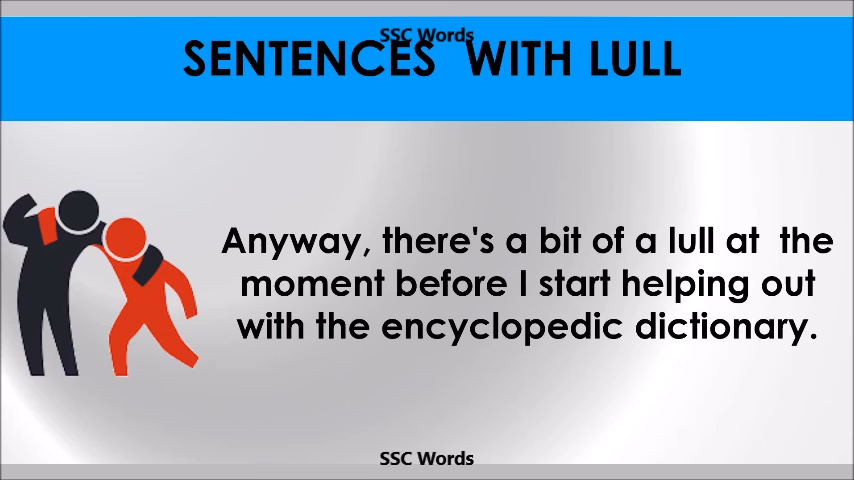 SSC Words
SENTENCES WITH LULL
Anyway, there's a bit of a lull at the
moment before I start helping out
with the encyclopedic dictionary.
SSC Words